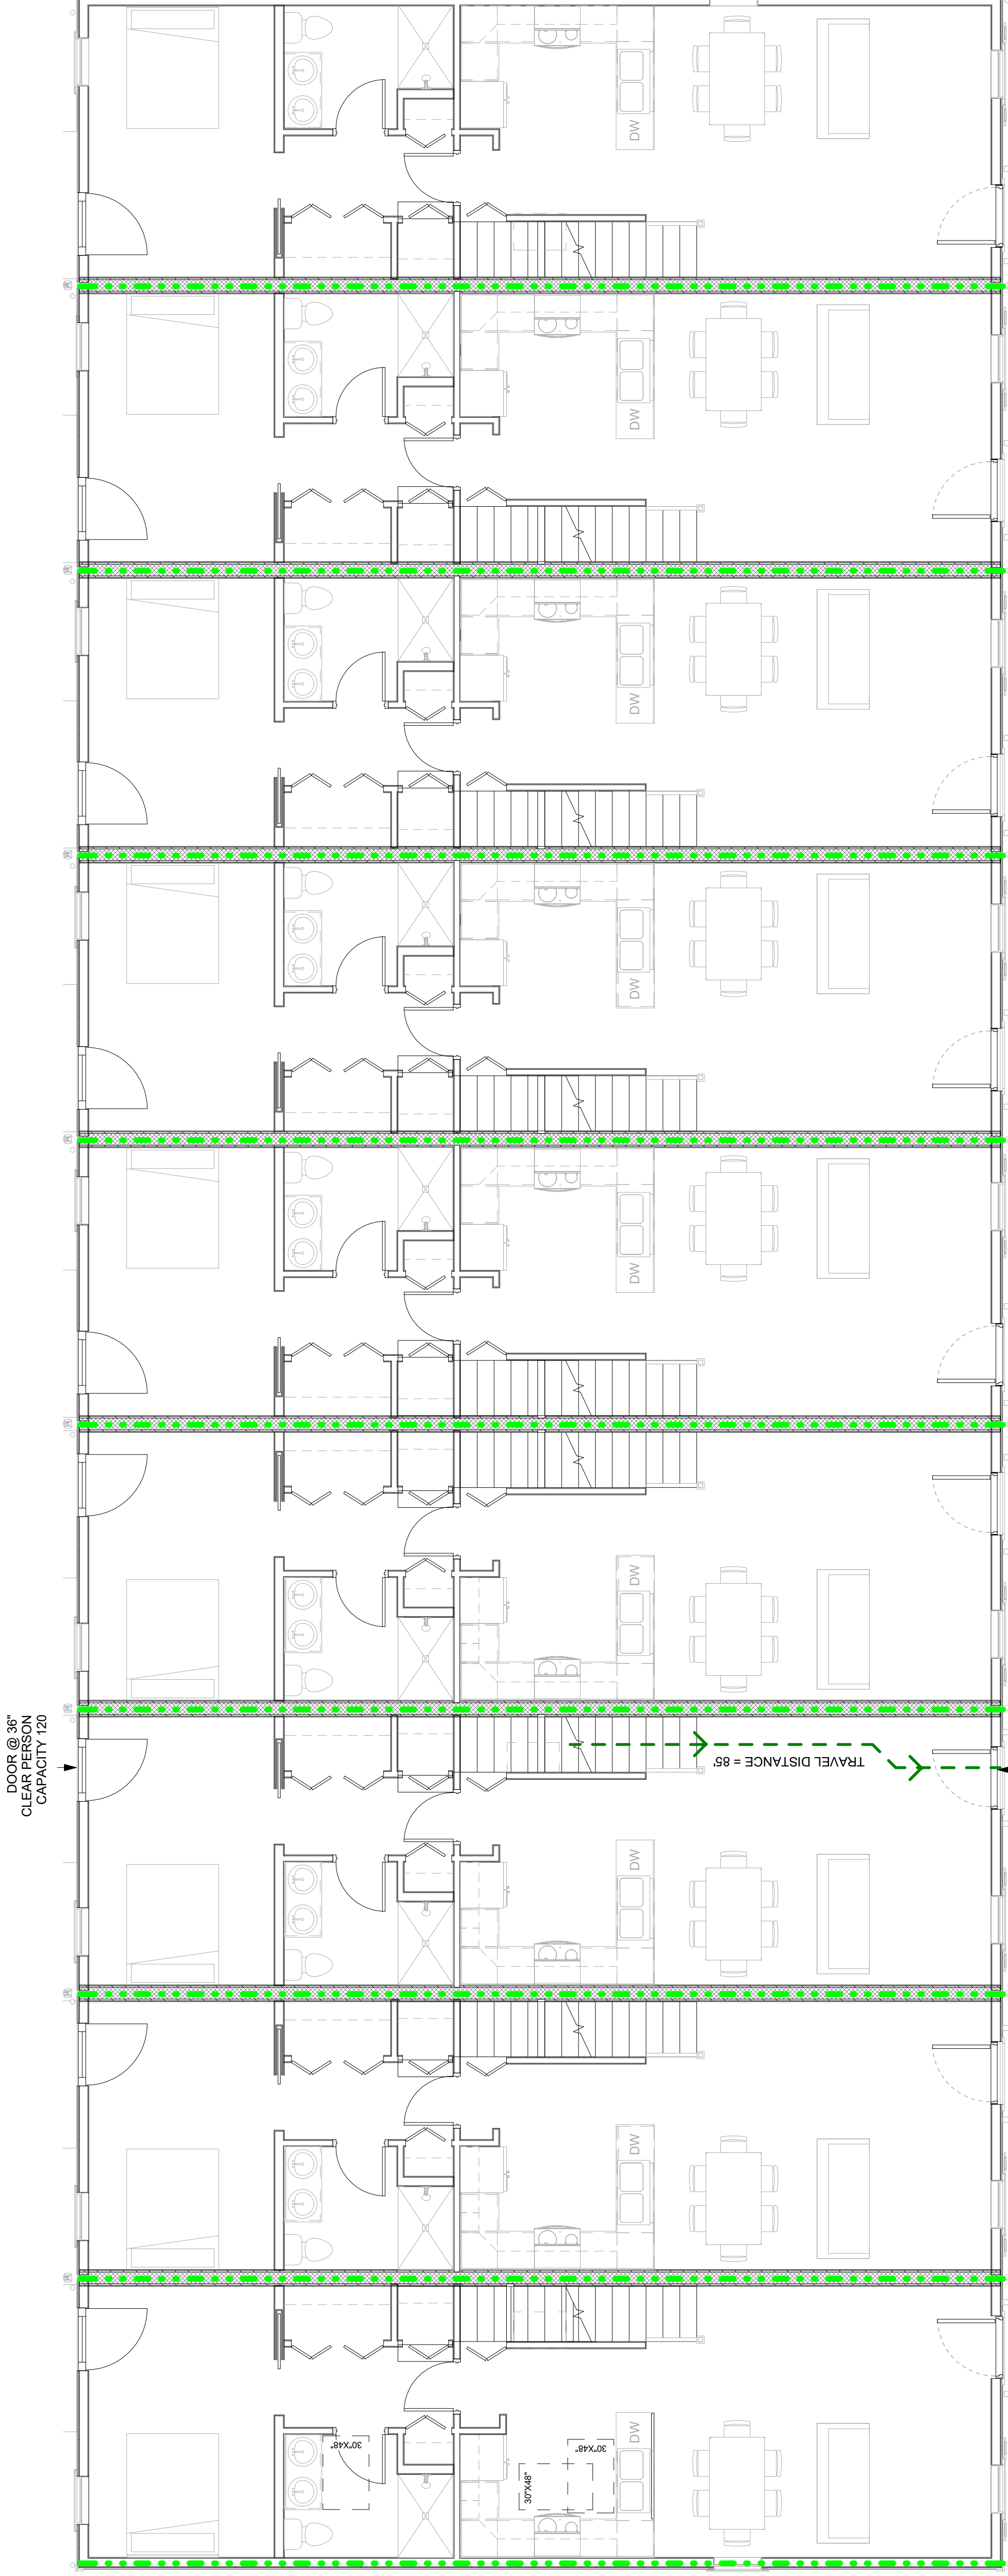 DW
DW
DW
DW
DW
DW
DOOR @ 36"
CLEAR PERSON
CAPACITY 120
TRAVEL DISTANCE = 85'
DW
DW
30"X48"
30"X48"
30"X48"
DW